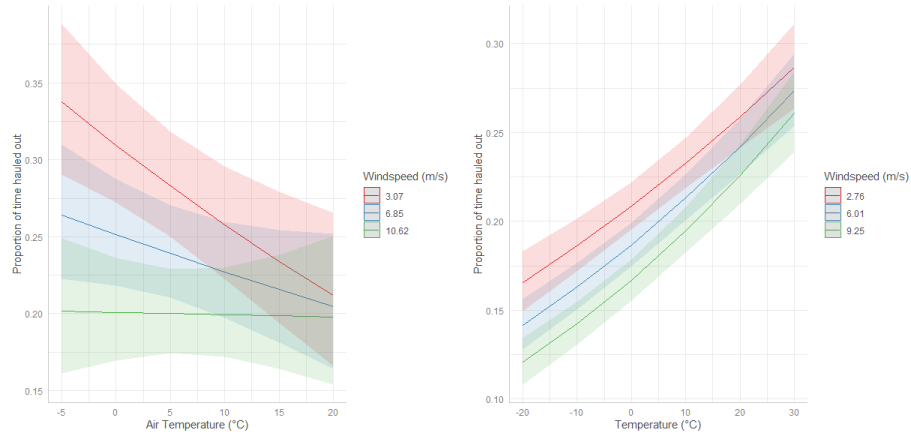 0.35
0.30
0.25
0.20
0.15
Proportion of time hauled out
-5 0 5 10 15 20
Air Temperature (°C)
Windspeed (m/s)
3.07
6.85
10.62
0.30
0.25
0.20
0.15
0.10
Proportion of time hauled out
-20 -10 0 10 20 30
Temperature (°C)
Windspeed (m/s)
2.76
6.01
9.25